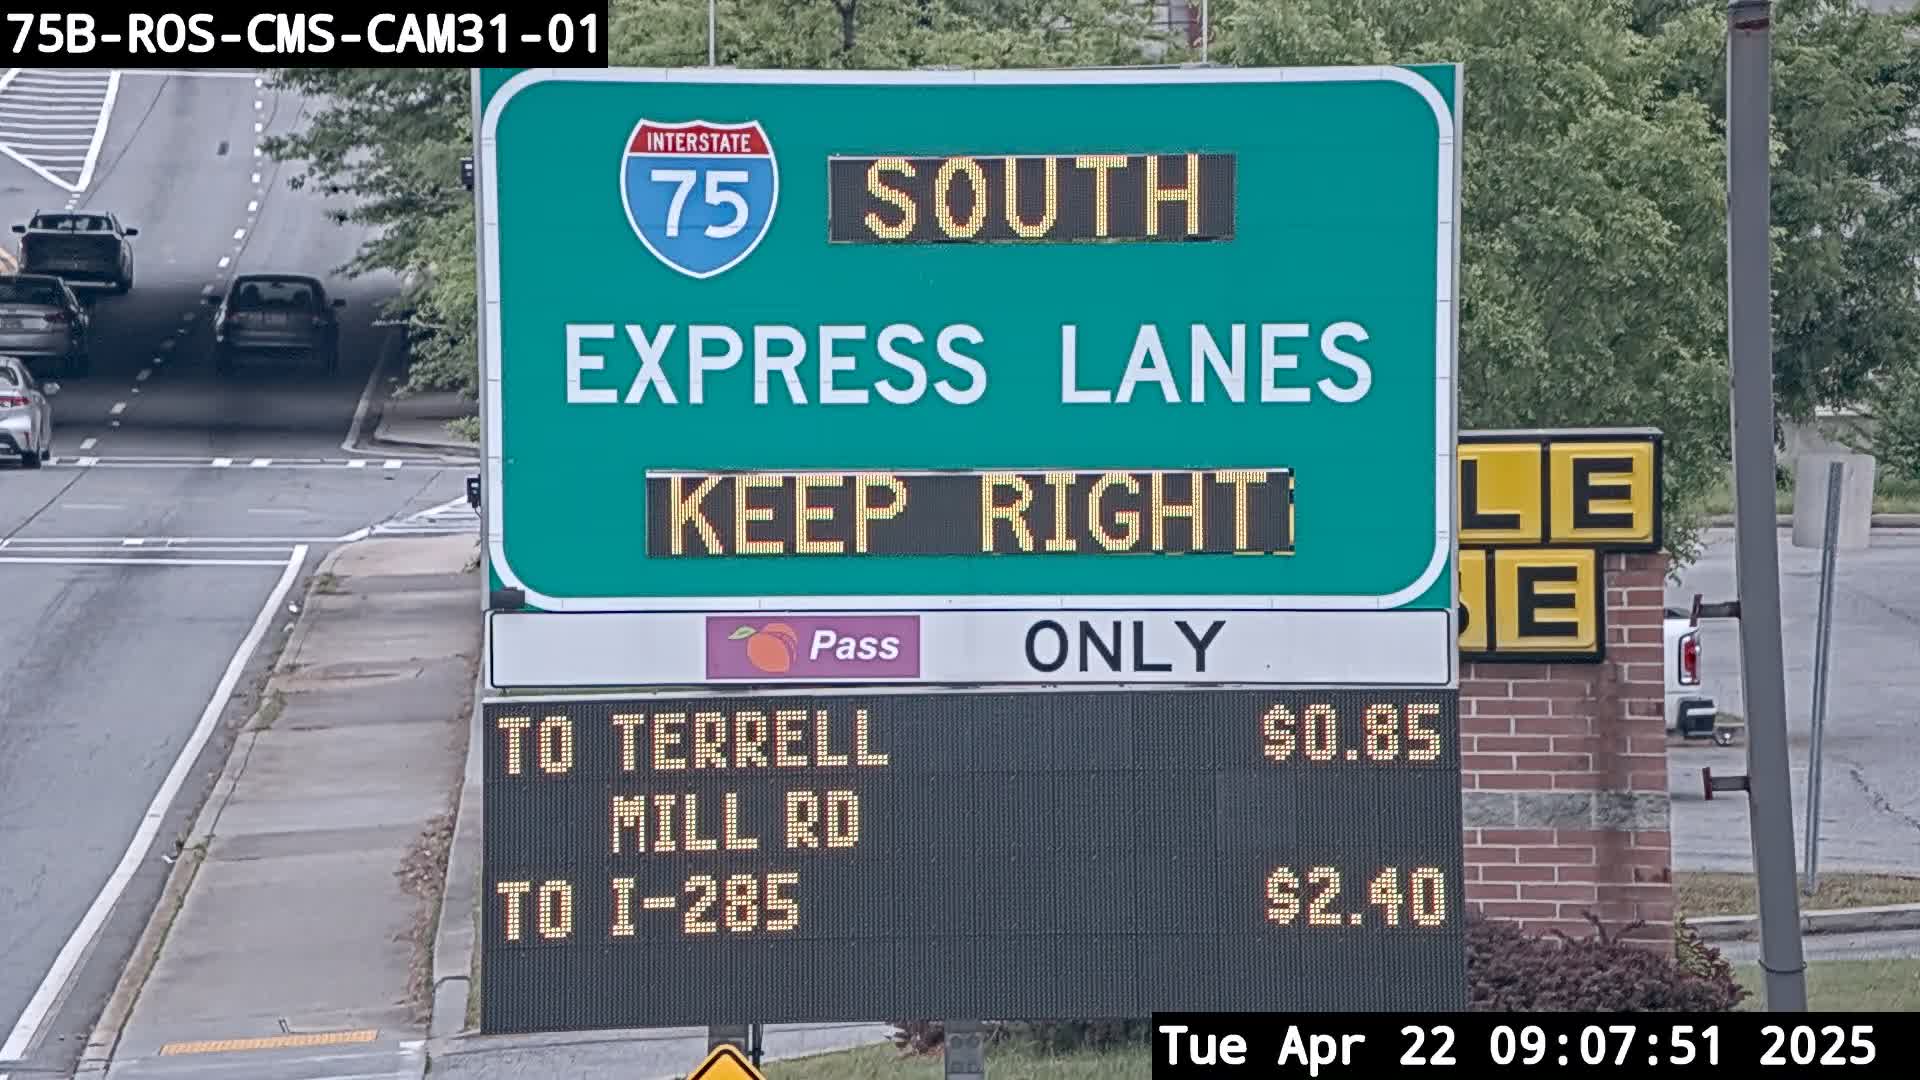 75B-ROS-CMS-CAM31-01
INTERSTATE
75
SOUTH
EXPRESS LANES
KEEP RIGHT
Pass ONLY
TO TERRELL $0.85
MILL RD
TO I-285 $2.40
LE
E
Tue Apr 22 09:07:51 2025